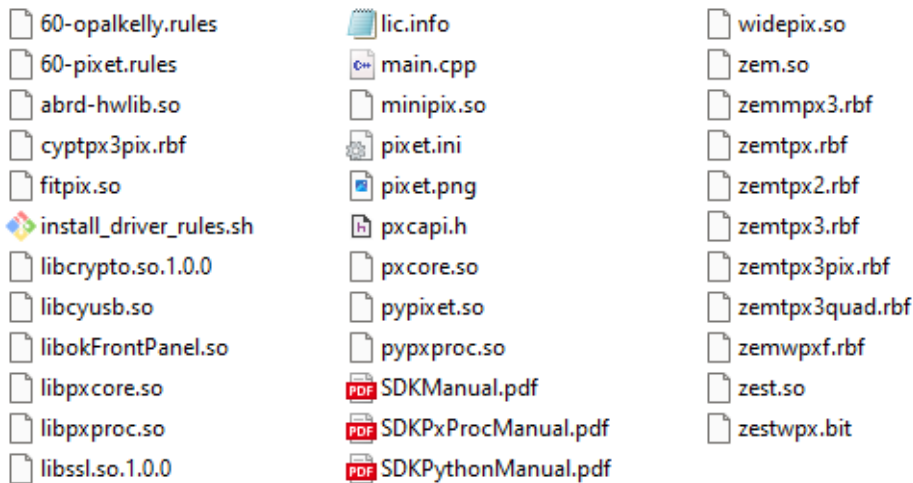 60-opalkelly.rules
60-pixet.rules
abrd-hwlib.so
cyptpx3pix.rbf
fitpix.so
install_driver_rules.sh
libcrypto.so.1.0.0
libcyusb.so
libokFrontPanel.so
libpxcore.so
libpxproc.so
libssl.so.1.0.0
lic.info
C++ main.cpp
minipix.so
pixet.ini
pixet.png
h pxcapi.h
pxcore.so
pypixet.so
pypxproc.so
PDF SDKManual.pdf
PDF SDKPxProcManual.pdf
PDF SDKPythonManual.pdf
widepix.so
zem.so
zemmpx3.rbf
zemtpx.rbf
zemtpx2.rbf
zemtpx3.rbf
zemtpx3pix.rbf
zemtpx3quad.rbf
zemwpxf.rbf
zest.so
zestwpx.bit